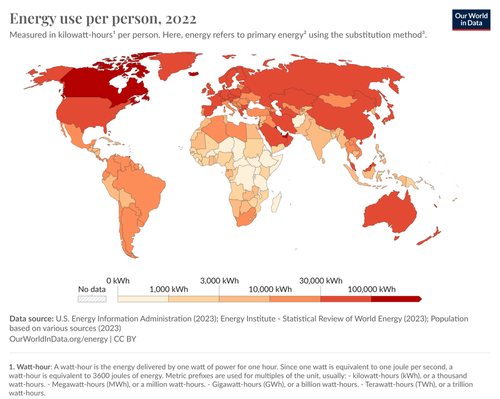 Energy use per person, 2022
Our World
in Data
Measured in kilowatt-hours¹ per person. Here, energy refers to primary energy² using the substitution method³.
No data
0 kWh
3,000 kWh
30,000 kWh
1,000 kWh
10,000 kWh
100,000 kWh
Data source: U.S. Energy Information Administration (2023); Energy Institute - Statistical Review of World Energy (2023); Population
based on various sources (2023)
OurWorldInData.org/energy | CC BY
1. Watt-hour: A watt-hour is the energy delivered by one watt of power for one hour. Since one watt is equivalent to one joule per second, a
watt-hour is equivalent to 3600 joules of energy. Metric prefixes are used for multiples of the unit, usually: - kilowatt-hours (kWh), or a thousand
watt-hours. - Megawatt-hours (MWh), or a million watt-hours. - Gigawatt-hours (GWh), or a billion watt-hours. - Terawatt-hours (TWh), or a trillion
watt-hours.